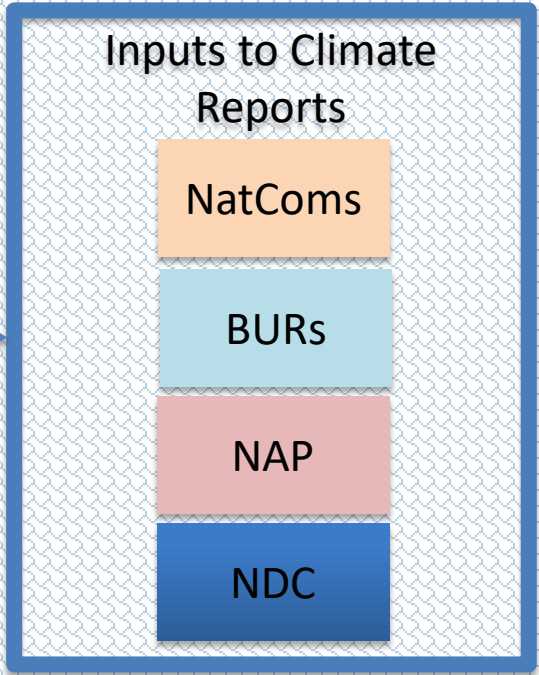 Inputs to Climate
Reports
NatComs
BURs
NAP
NDC